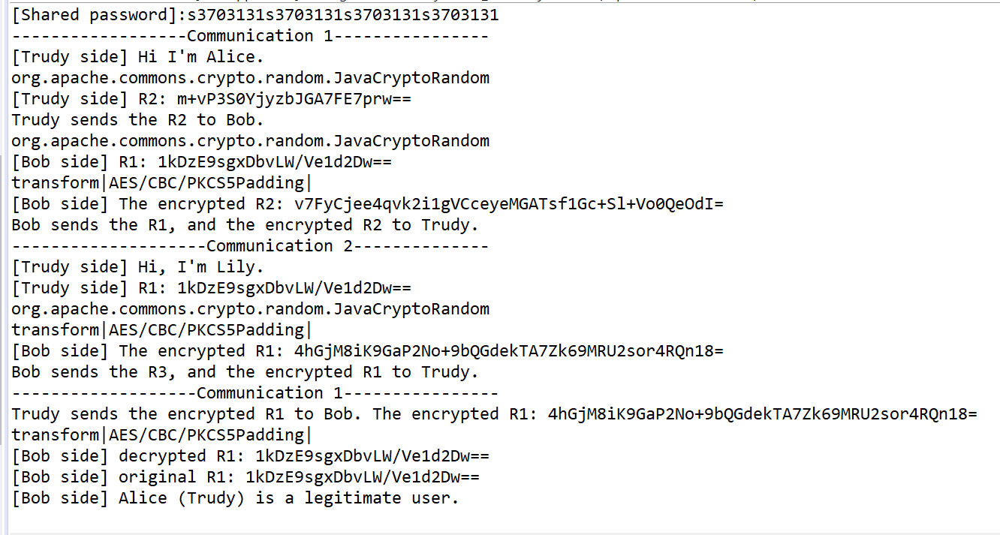 [Shared password]:s3703131s3703131s3703131s3703131
------------------Communication 1----------------
[Trudy side] Hi I'm Alice.
org.apache.commons.crypto.random.JavaCryptoRandom
[Trudy side] R2: m+vP3S0YjyzbJGA7FE7prw==
Trudy sends the R2 to Bob.
org.apache.commons.crypto.random.JavaCryptoRandom
[Bob side] R1: 1kDzE9sgxDbvLW/Ve1d2Dw==
transform|AES/CBC/PKCS5Padding|
[Bob side] The encrypted R2: v7FyCjee4qvk2i1gVCceyeMGATsf1Gc+Sl+Vo0QeOdI=
Bob sends the R1, and the encrypted R2 to Trudy.
--------------------Communication 2--------------
[Trudy side] Hi, I'm Lily.
[Trudy side] R1: 1kDzE9sgxDbvLW/Ve1d2Dw==
org.apache.commons.crypto.random.JavaCryptoRandom
transform|AES/CBC/PKCS5Padding|
[Bob side] The encrypted R1: 4hGjM8iK9GaP2No+9bQGdekTA7Zk69MRU2sor4RQn18=
Bob sends the R3, and the encrypted R1 to Trudy.
-------------------Communication 1----------------
Trudy sends the encrypted R1 to Bob. The encrypted R1: 4hGjM8iK9GaP2No+9bQGdekTA7Zk69MRU2sor4RQn18=
transform|AES/CBC/PKCS5Padding|
[Bob side] decrypted R1: 1kDzE9sgxDbvLW/Ve1d2Dw==
[Bob side] original R1: 1kDzE9sgxDbvLW/Ve1d2Dw==
[Bob side] Alice (Trudy) is a legitimate user.